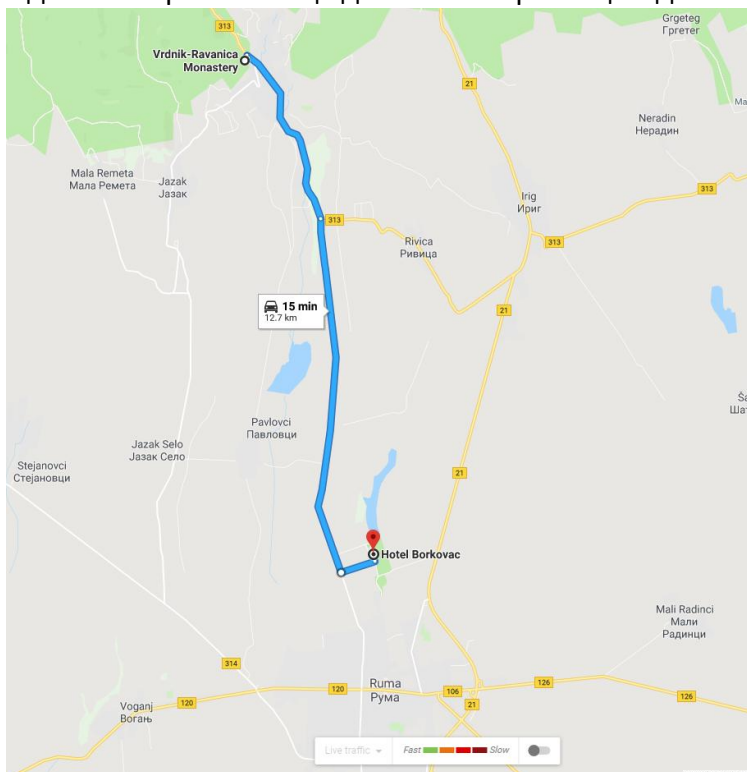 Grgeteg
Гргетег
313
Vrdnik-Ravanica
Monastery
21
Neradin
Нерадин
Mala Remeta
Мала Ремета
Jazak
Јазак
Irig
Ириг
313
313
Rivica
Ривица
313
15 min
12.7 km
21
Pavlovci
Павловци
Jazak Selo
Јазак Село
Stejanovci
Стејановци
21
Hotel Borkovac
Mali Radinci
Мали
Радинци
314
Ruma
Рума
120
120
106
126
126
21
Voganj
Вогањ
Live traffic
Fast
Slow